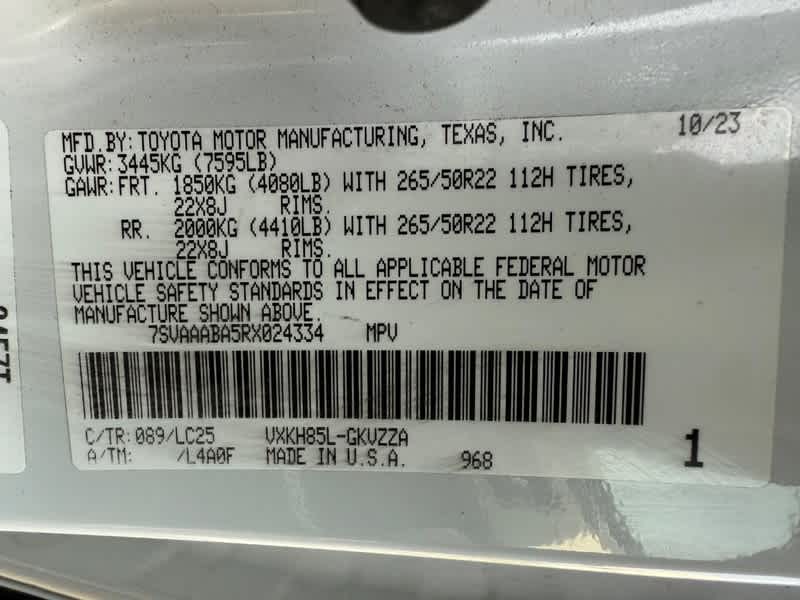 MFD.BY: TOYOTA MOTOR MANUFACTURING, TEXAS, INC. 10/23
GVWR: 3445KG (7595LB)
GAWR: FRT. 1850KG (4080LB) WITH 265/50R22 112H TIRES,
22X8J RIMS.
RR. 2000KG (4410LB) WITH 265/50R22 112H TIRES,
22X8J RIMS.
THIS VEHICLE CONFORMS TO ALL APPLICABLE FEDERAL MOTOR
VEHICLE SAFETY STANDARDS IN EFFECT ON THE DATE OF
MANUFACTURE SHOWN ABOVE.
7SVAAABA5RX024334 MPV
C/TR: 089/LC25 VXKH85L-GKVZZA
A/TM: /L4A0F MADE IN U.S.A. 968 1